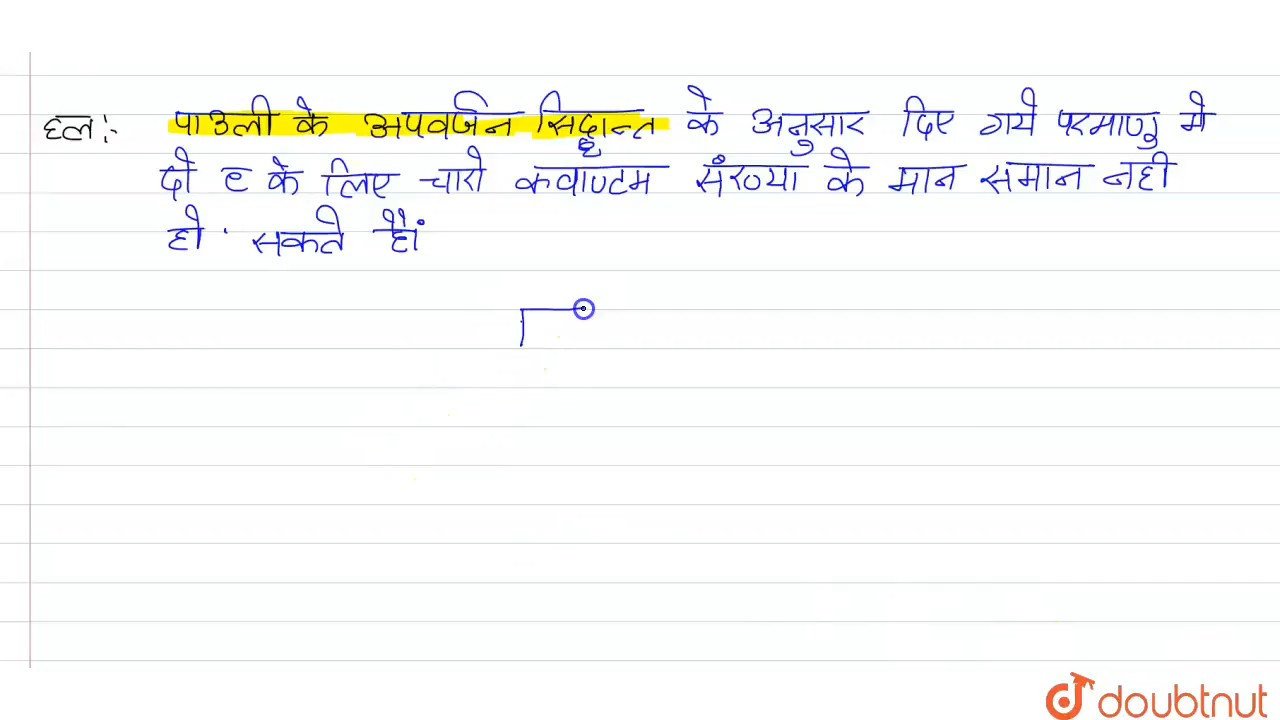 हल :- पाउली के अपवर्जन सिद्धान्त के अनुसार दिए गये परमाणु मे
दो e के लिए चारो क्वाण्टम संख्या के मान समान नही
हो सकते हैं
doubtnut